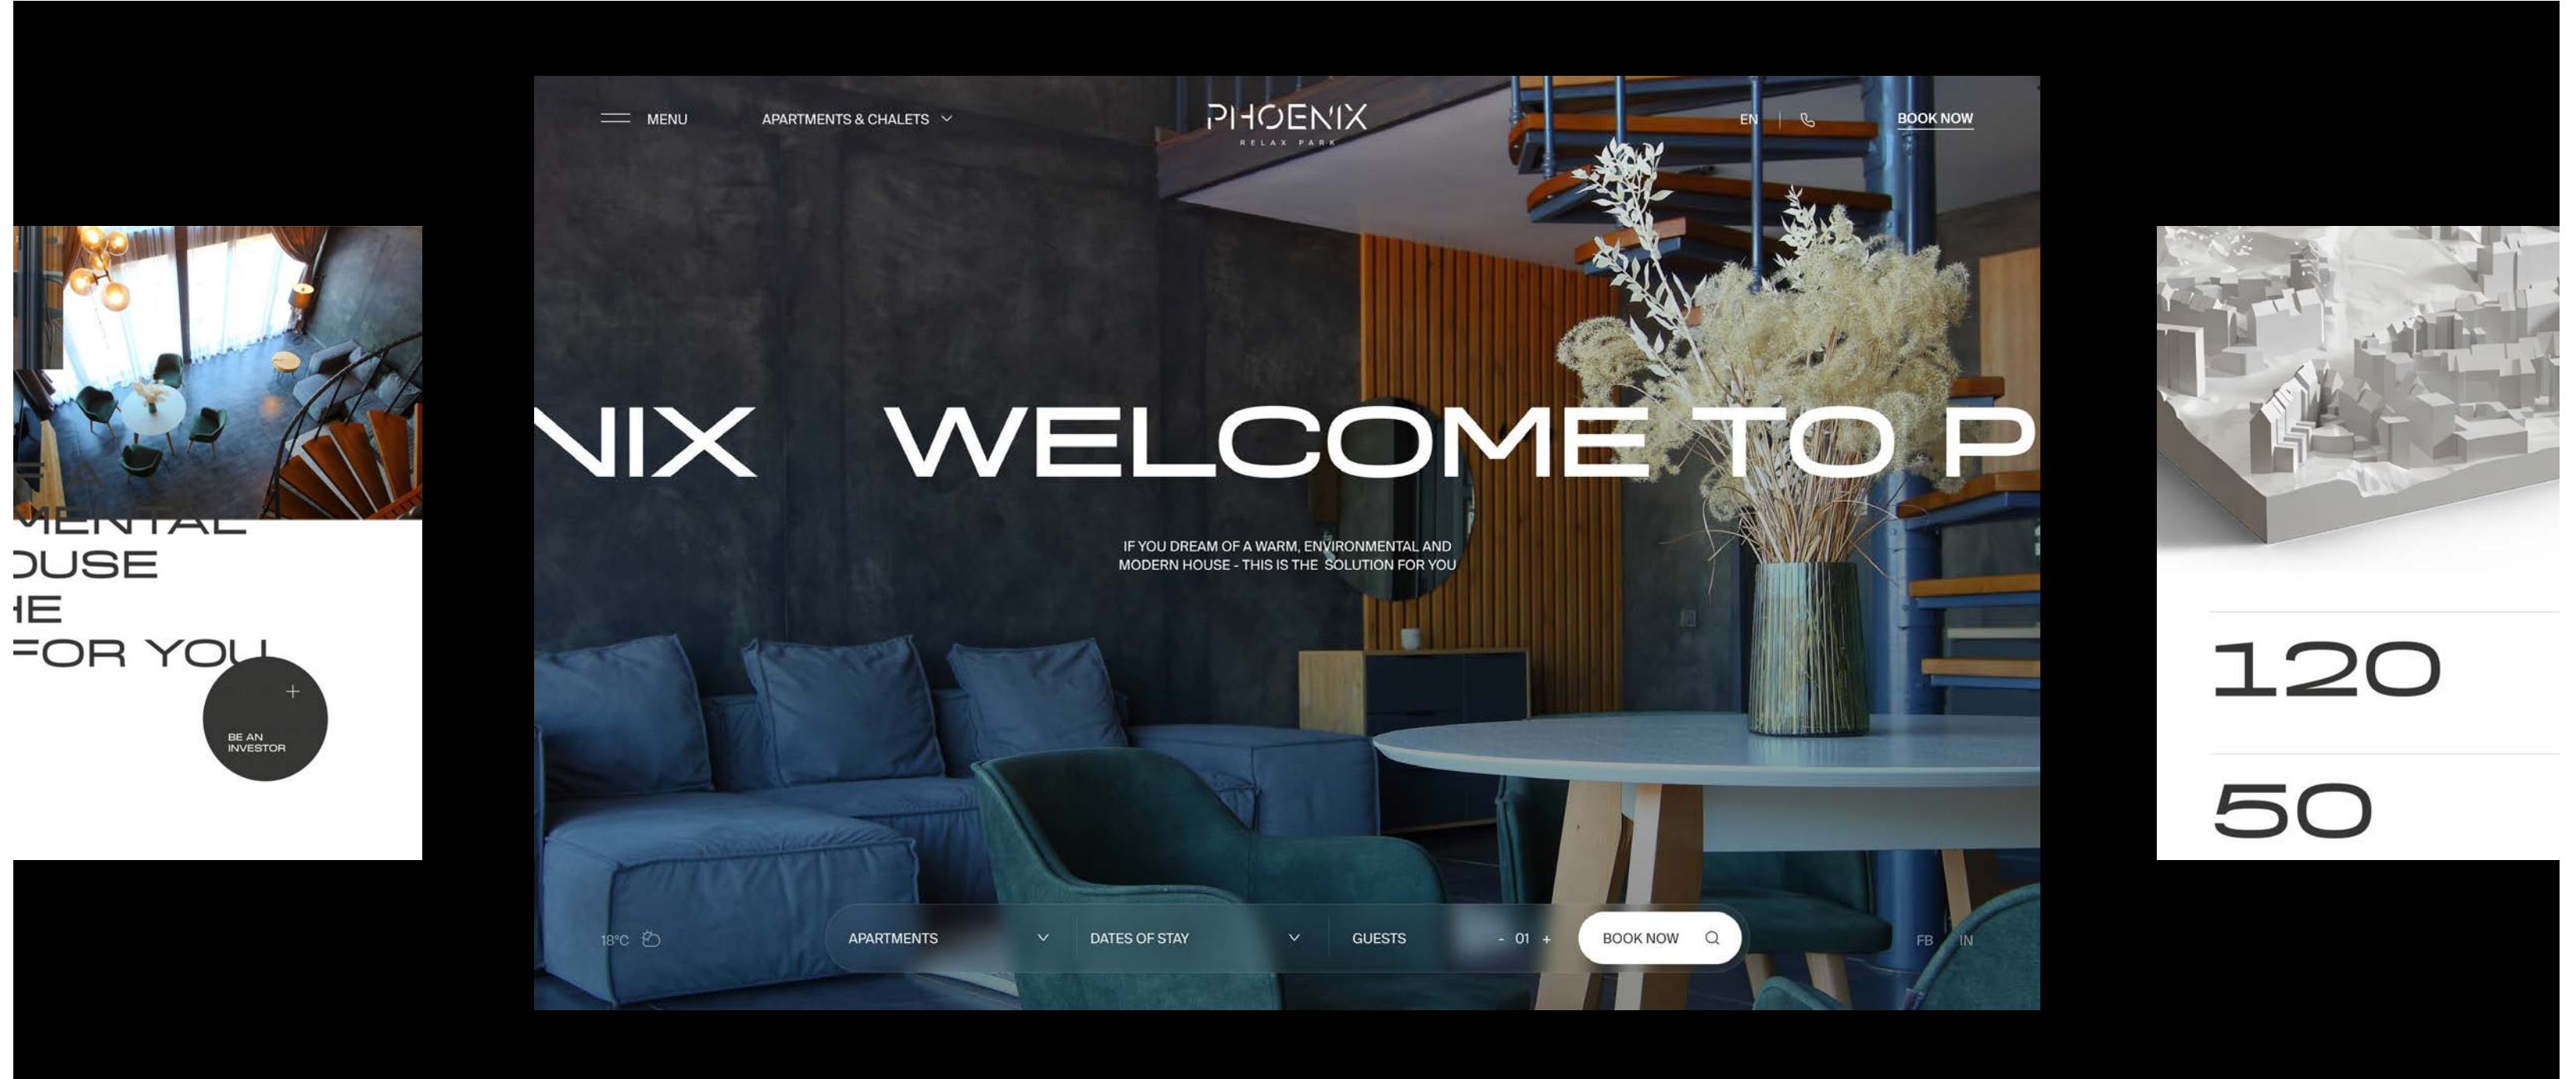 MENU
APARTMENTS & CHALETS
PHOENIX
RELAX PARK
EN
BOOK NOW
NIX WELCOME TO P
IF YOU DREAM OF A WARM, ENVIRONMENTAL AND
MODERN HOUSE - THIS IS THE SOLUTION FOR YOU
18°C
APARTMENTS
DATES OF STAY
GUESTS
- 01 +
BOOK NOW
FB IN
F A
MENTAL
OUSE
HE
FOR YOU
+
BE AN
INVESTOR
120
50